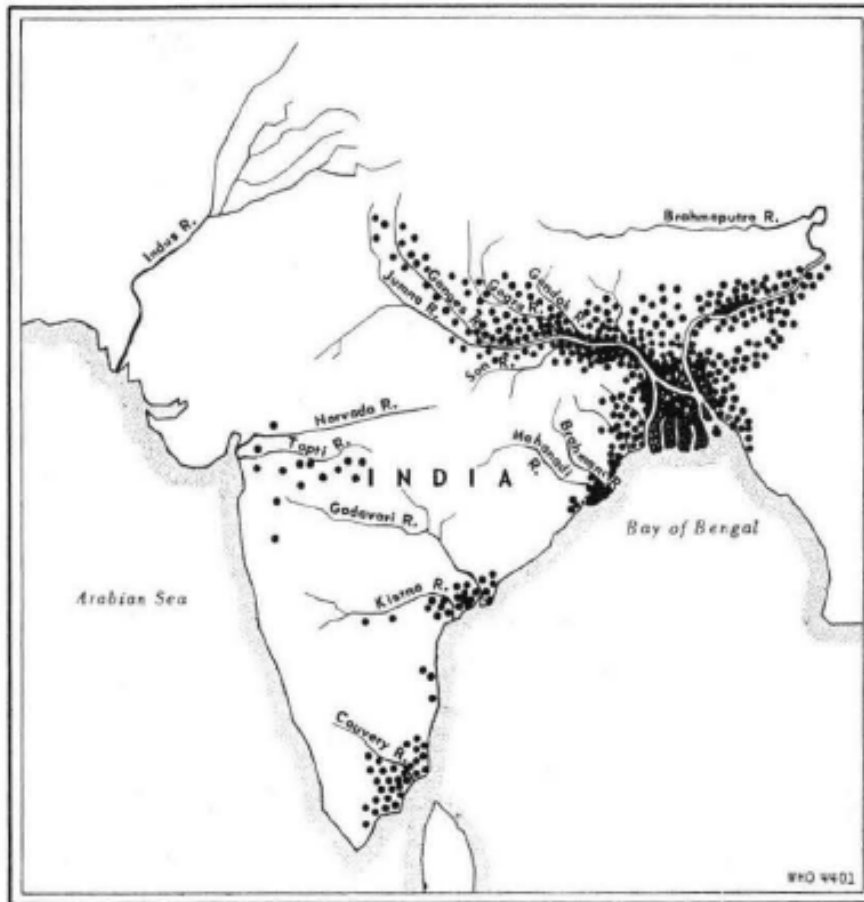 Brahmaputra R.
Indus R.
Ganges R.
Gogra R.
Gandak R.
Jumna R.
Son R.
Narvada R.
Tapti R.
INDIA
Mahanadi
R.
Brahmani R.
Godavari R.
Bay of Bengal
Arabian Sea
Kistna R.
Cauvery R.
WHO 4401